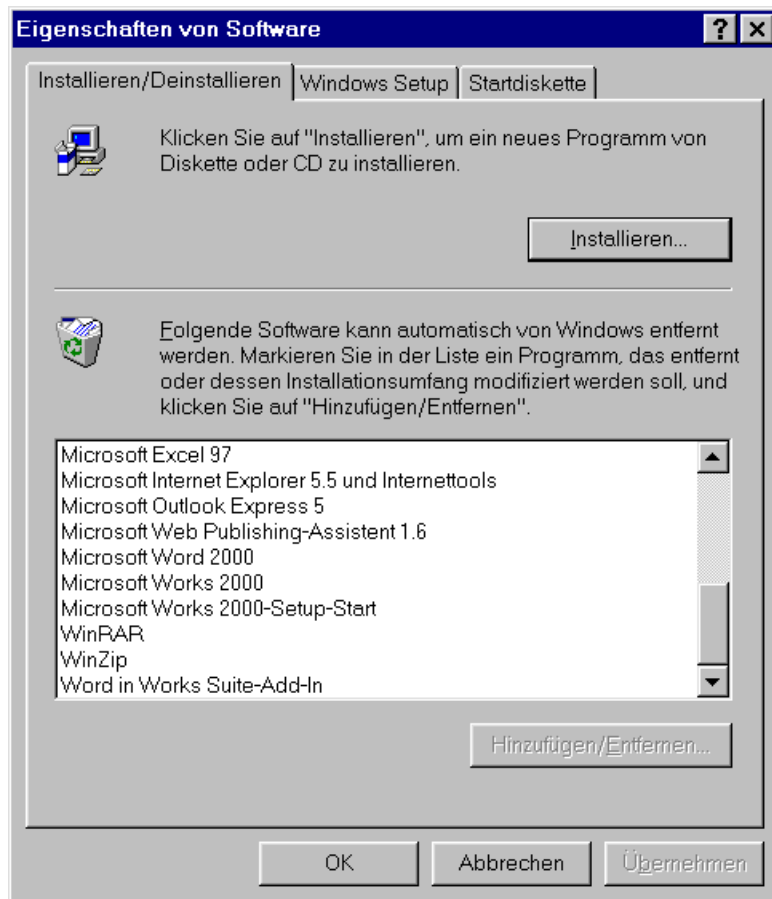 Eigenschaften von Software
Installieren/Deinstallieren
Windows Setup
Startdiskette
Klicken Sie auf "Installieren", um ein neues Programm von
Diskette oder CD zu installieren.
Installieren...
Folgende Software kann automatisch von Windows entfernt
werden. Markieren Sie in der Liste ein Programm, das entfernt
oder dessen Installationsumfang modifiziert werden soll, und
klicken Sie auf "Hinzufügen/Entfernen".
Microsoft Excel 97
Microsoft Internet Explorer 5.5 und Internettools
Microsoft Outlook Express 5
Microsoft Web Publishing-Assistent 1.6
Microsoft Word 2000
Microsoft Works 2000
Microsoft Works 2000-Setup-Start
WinRAR
WinZip
Word in Works Suite-Add-In
Hinzufügen/Entfernen...
OK
Abbrechen
Übernehmen